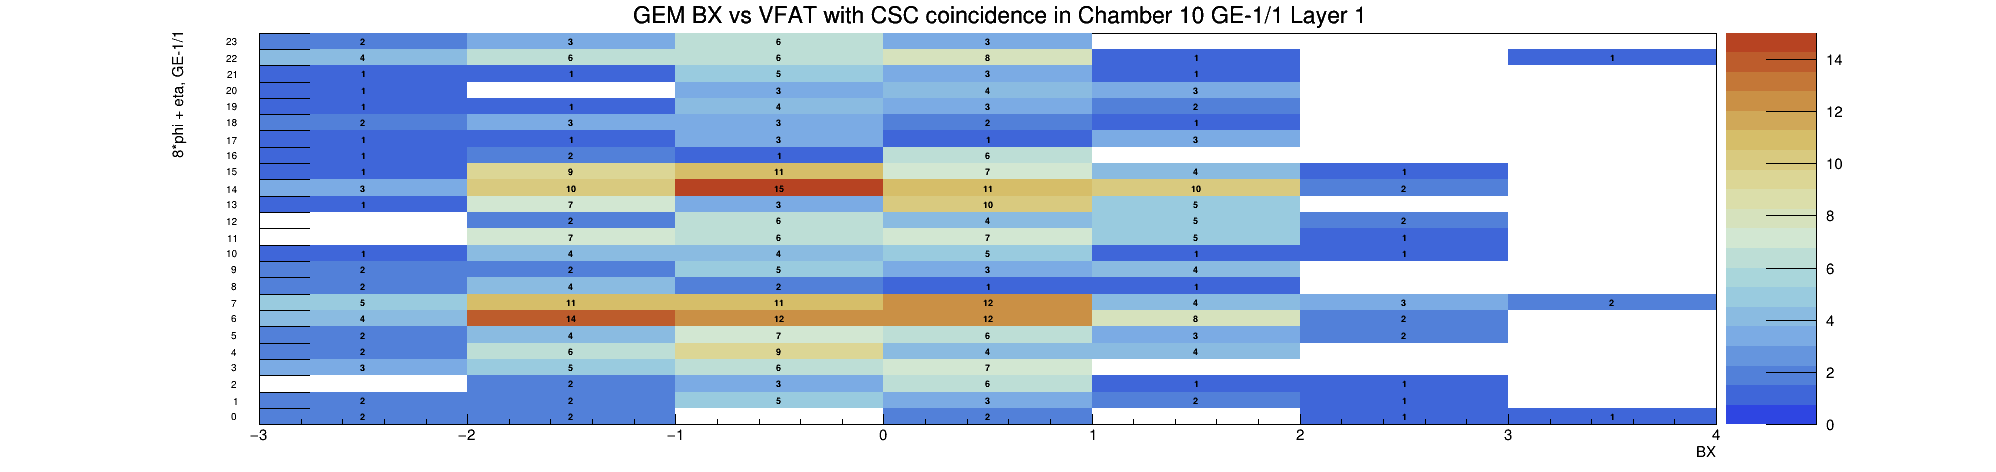 GEM BX vs VFAT with CSC coincidence in Chamber 10 GE-1/1 Layer 1
8*phi + eta, GE-1/1
23 2 3 6 3
22 4 6 6 8 1 1
21 1 1 5 3 1
20 1 3 4 3
19 1 1 4 3 2
18 2 3 3 2 1
17 1 1 3 1 3
16 1 2 1 6
15 1 9 11 7 4 1
14 3 10 15 11 10 2
13 1 7 3 10 5
12 2 6 4 5 2
11 7 6 7 5 1
10 1 4 4 5 1 1
9 2 2 5 3 4
8 2 4 2 1 1
7 5 11 11 12 4 3 2
6 4 14 12 12 8 2
5 2 4 7 6 3 2
4 2 6 9 4 4
3 3 5 6 7
2 2 3 6 1 1
1 2 2 5 3 2 1
0 2 2 2 1 1
−3 −2 −1 0 1 2 3 4
BX
14
12
10
8
6
4
2
0